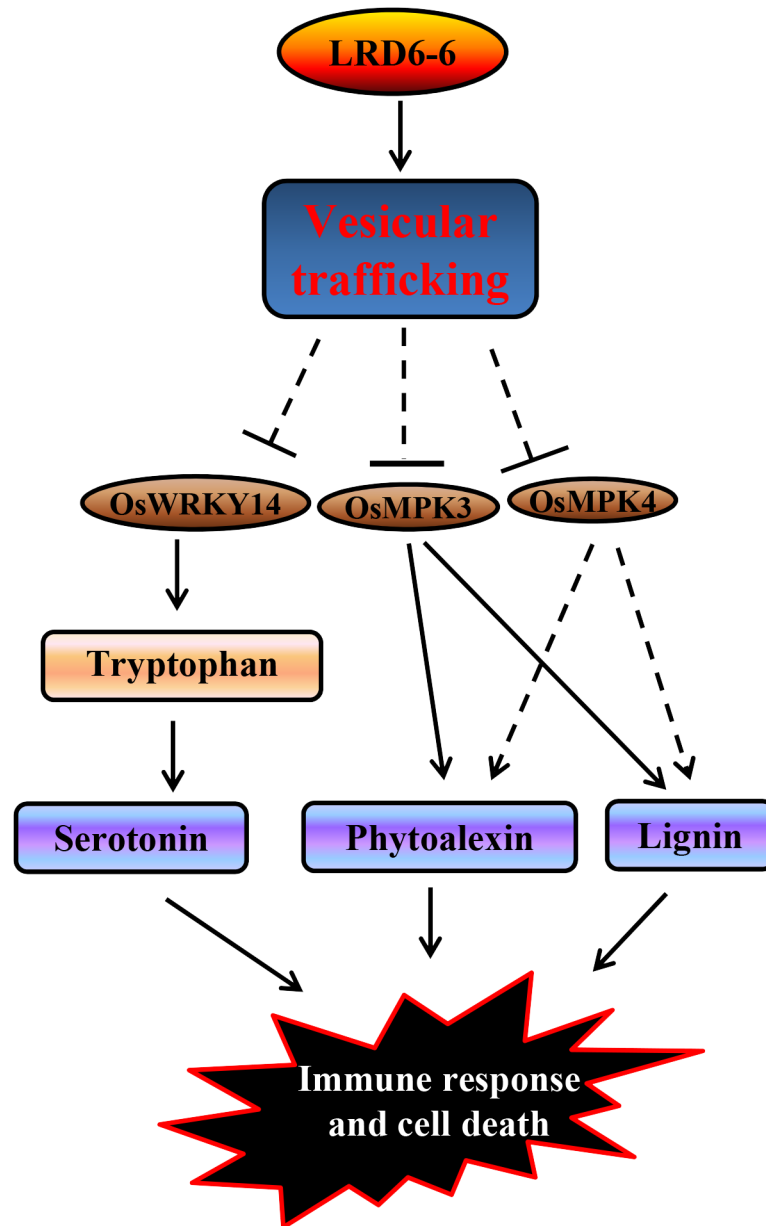 LRD6-6
Vesicular
trafficking
OsWRKY14
OsMPK3
OsMPK4
Tryptophan
Serotonin
Phytoalexin
Lignin
Immune response
and cell death